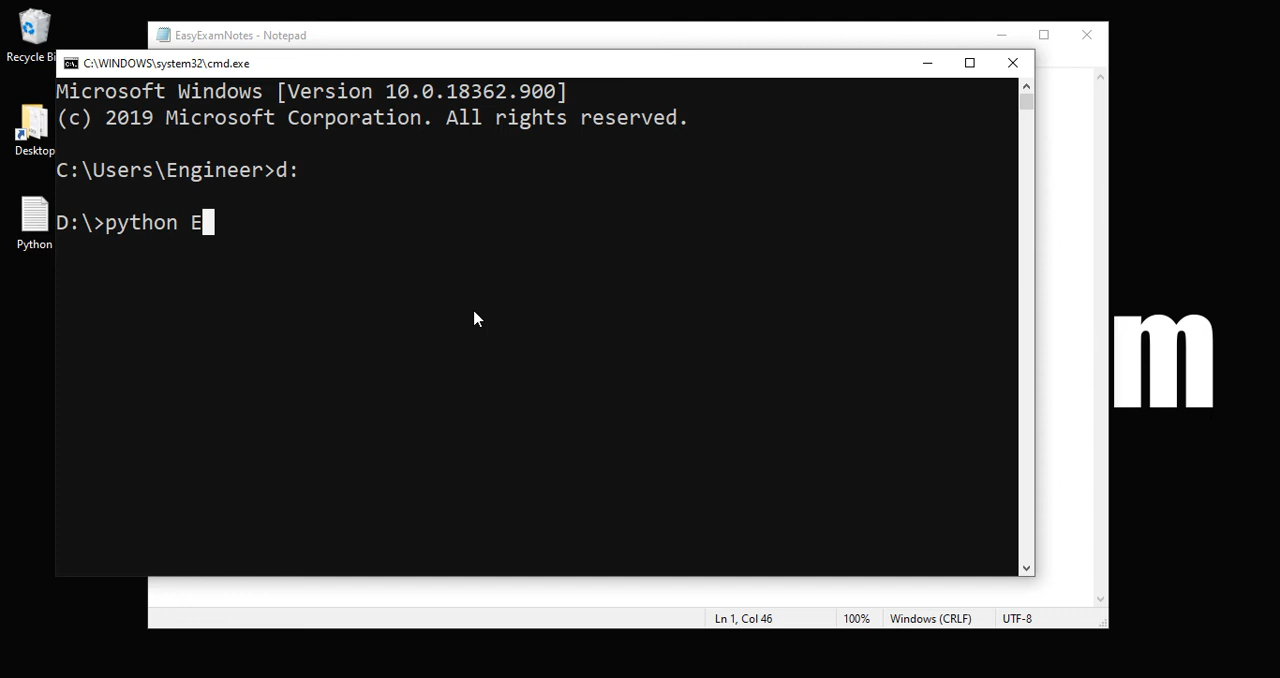 EasyExamNotes - Notepad
Recycle Bi
C:\WINDOWS\system32\cmd.exe
Microsoft Windows [Version 10.0.18362.900]
(c) 2019 Microsoft Corporation. All rights reserved.
Desktop
C:\Users\Engineer>d:
D:\>python E
Python
m
Ln 1, Col 46
100%
Windows (CRLF)
UTF-8